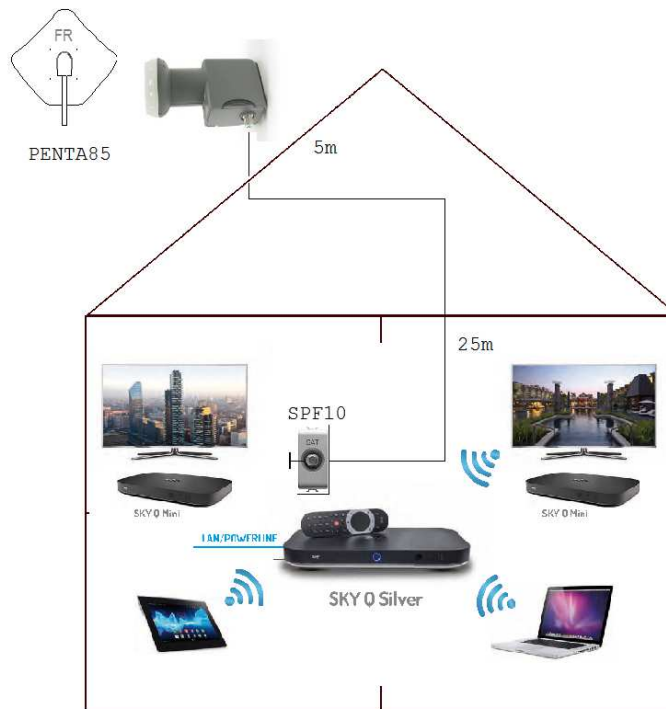 FR
PENTA85
5m
25m
SPF10
SAT
SKY Q Mini
SKY Q Mini
LAN/POWERLINE
SKY Q Silver